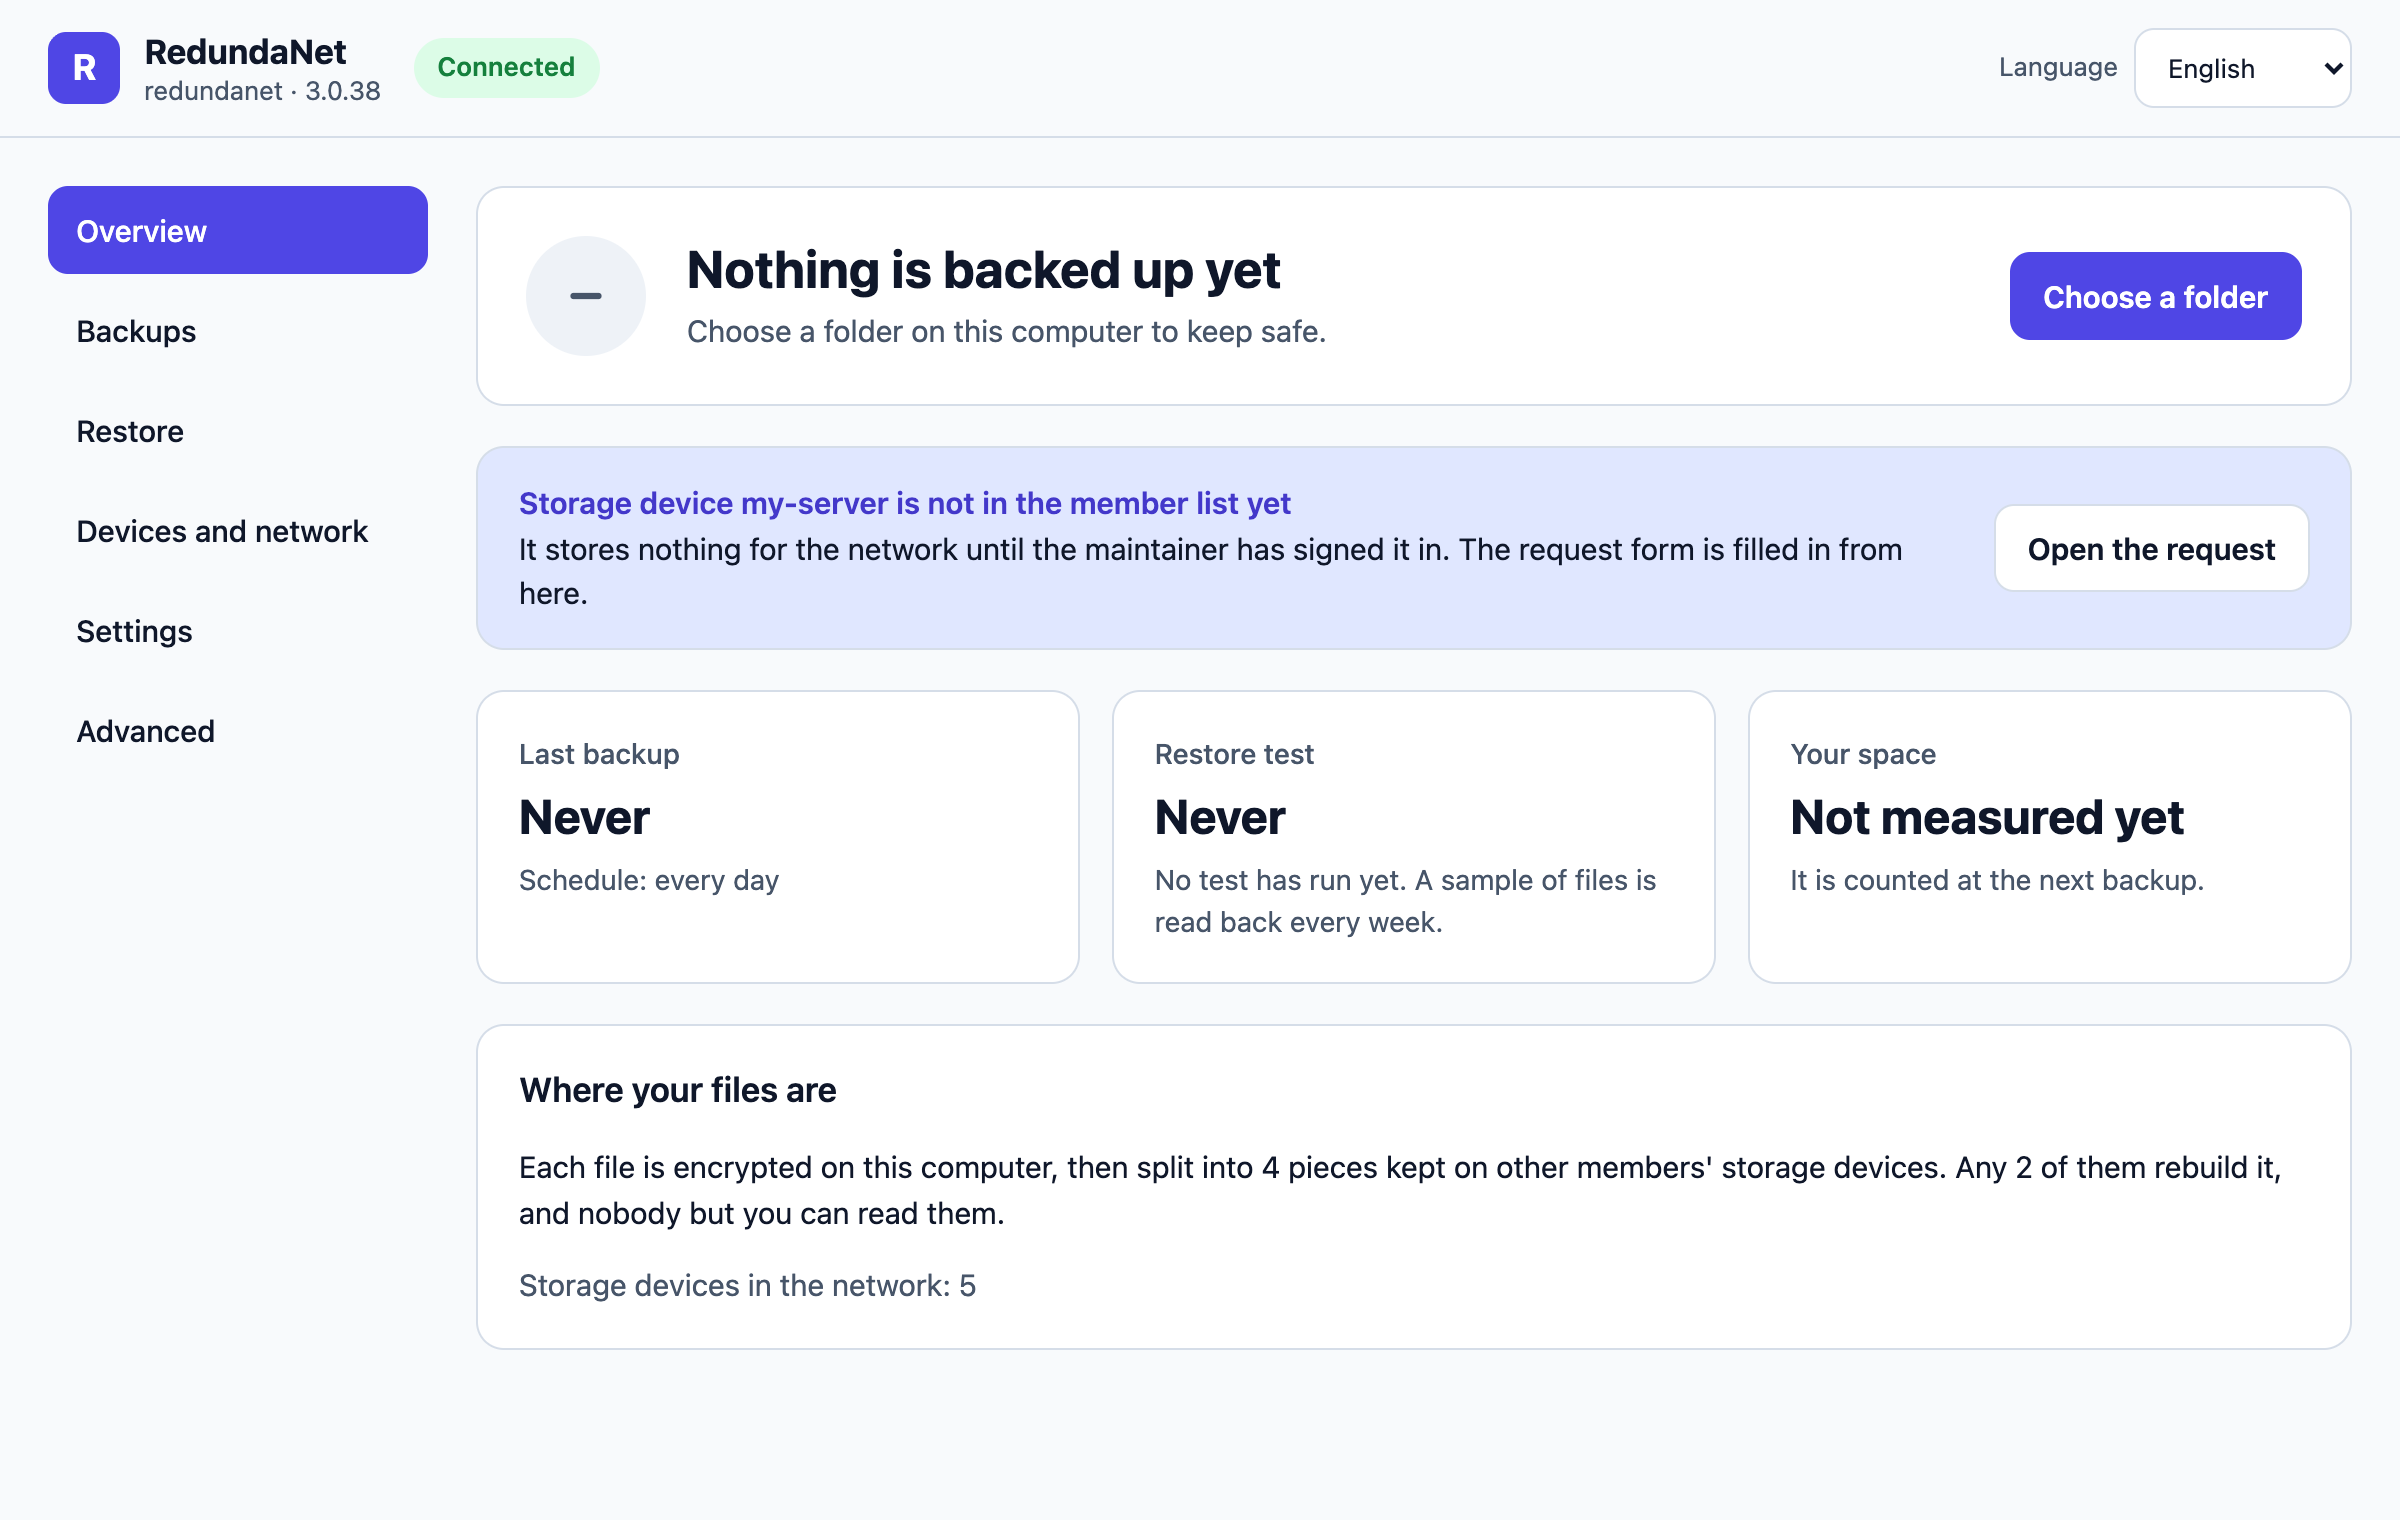 R
RedundaNet
redundanet · 3.0.38
Connected
Language
English
Overview
Backups
Restore
Devices and network
Settings
Advanced
Nothing is backed up yet
Choose a folder on this computer to keep safe.
Choose a folder
Storage device my-server is not in the member list yet
It stores nothing for the network until the maintainer has signed it in. The request form is filled in from
here.
Open the request
Last backup
Never
Schedule: every day
Restore test
Never
No test has run yet. A sample of files is
read back every week.
Your space
Not measured yet
It is counted at the next backup.
Where your files are
Each file is encrypted on this computer, then split into 4 pieces kept on other members' storage devices. Any 2 of them rebuild it,
and nobody but you can read them.
Storage devices in the network: 5